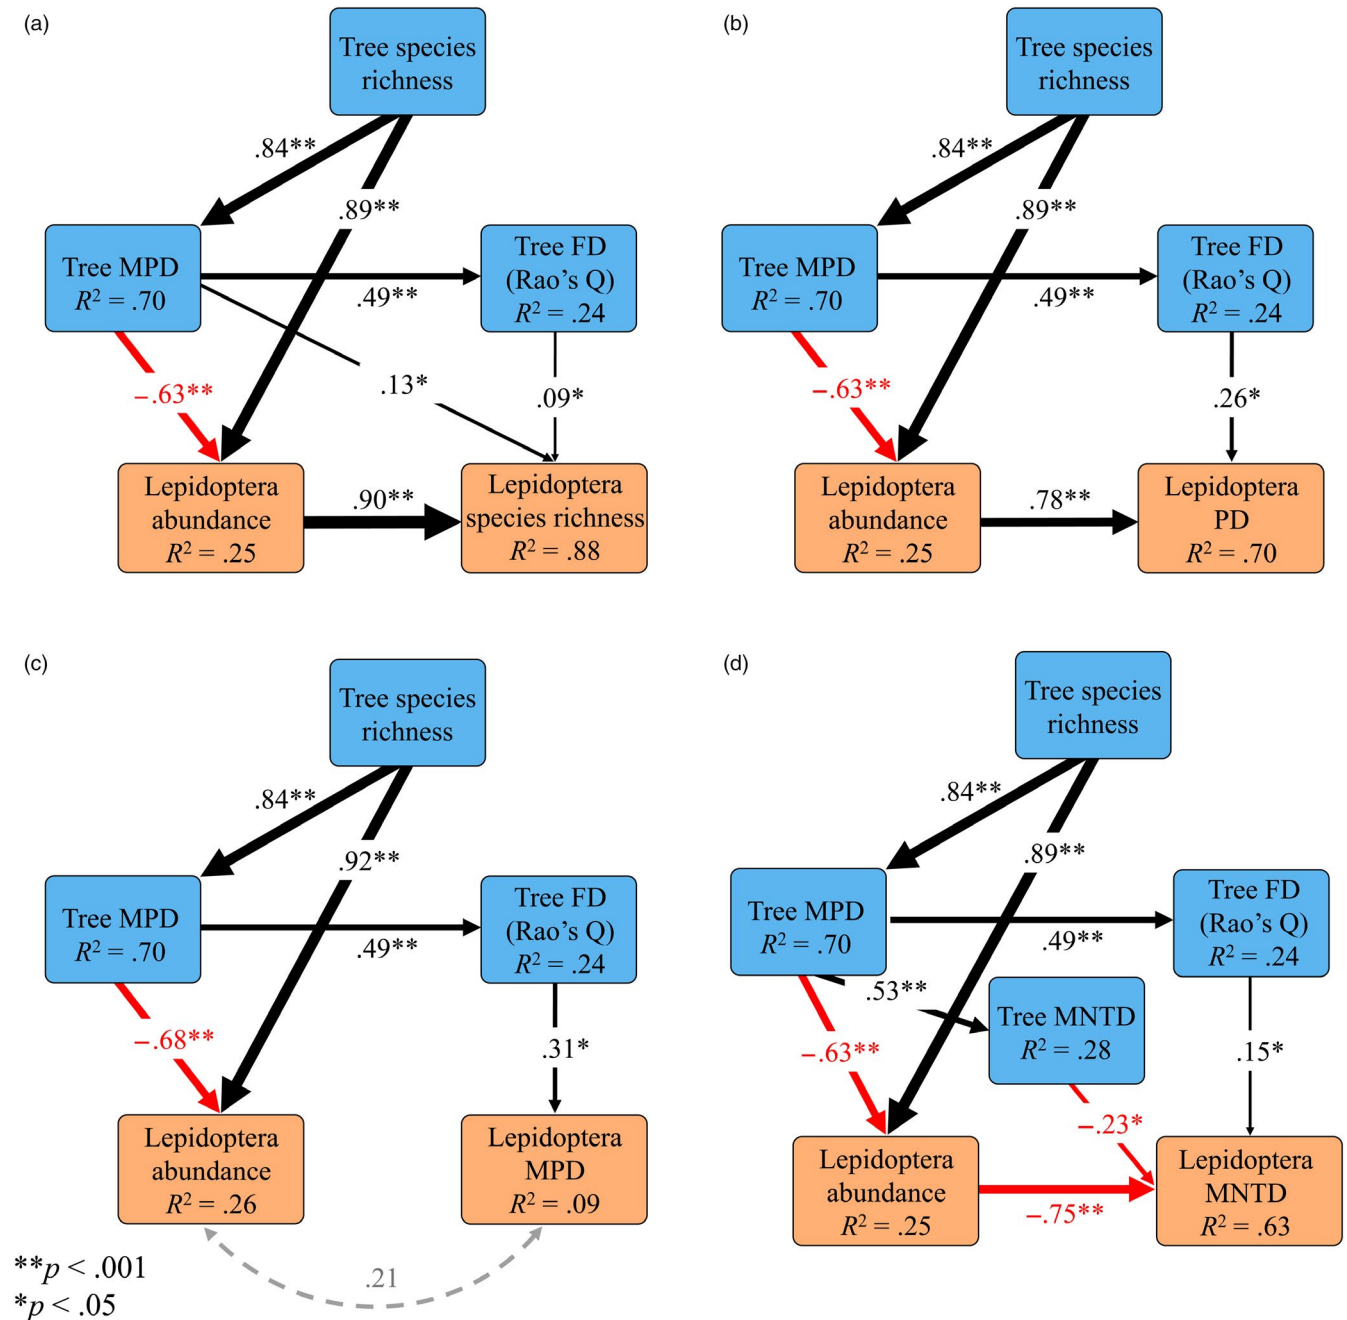 (a)
Tree species
richness
.84**
.89**
Tree MPD
R² = .70
Tree FD
(Rao's Q)
R² = .24
.49**
−.63**
.13*
.09*
Lepidoptera
abundance
R² = .25
.90**
Lepidoptera
species richness
R² = .88
(b)
Tree species
richness
.84**
.89**
Tree MPD
R² = .70
Tree FD
(Rao's Q)
R² = .24
.49**
−.63**
.26*
Lepidoptera
abundance
R² = .25
.78**
Lepidoptera
PD
R² = .70
(c)
Tree species
richness
.84**
.92**
Tree MPD
R² = .70
Tree FD
(Rao's Q)
R² = .24
.49**
−.68**
.31*
Lepidoptera
abundance
R² = .26
Lepidoptera
MPD
R² = .09
.21
**p < .001
*p < .05
(d)
Tree species
richness
.84**
.89**
Tree MPD
R² = .70
Tree FD
(Rao's Q)
R² = .24
.49**
.53**
Tree MNTD
R² = .28
−.63**
.15*
−.23*
Lepidoptera
abundance
R² = .25
−.75**
Lepidoptera
MNTD
R² = .63